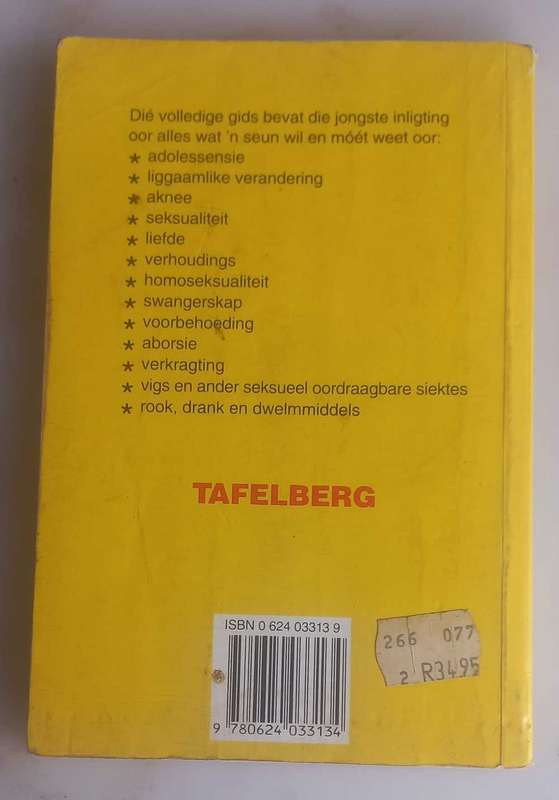 Dié volledige gids bevat die jongste inligting
oor alles wat 'n seun wil en móét weet oor:
* adolessensie
* liggaamlike verandering
* aknee
* seksualiteit
* liefde
* verhoudings
* homoseksualiteit
* swangerskap
* voorbehoeding
* aborsie
* verkragting
* vigs en ander seksueel oordraagbare siektes
* rook, drank en dwelmmiddels
TAFELBERG
ISBN 0 624 03313 9
9 780624 033134
266 077
2 R34.95